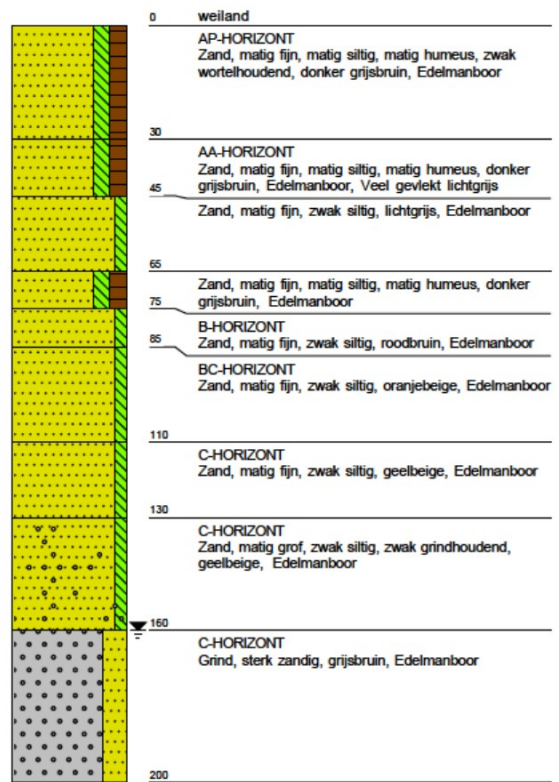 0 weiland
AP-HORIZONT
Zand, matig fijn, matig siltig, matig humeus, zwak
wortelhoudend, donker grijsbruin, Edelmanboor
30
AA-HORIZONT
Zand, matig fijn, matig siltig, matig humeus, donker
grijsbruin, Edelmanboor, Veel gevlekt lichtgrijs
45
Zand, matig fijn, zwak siltig, lichtgrijs, Edelmanboor
65
Zand, matig fijn, matig siltig, matig humeus, donker
grijsbruin, Edelmanboor
75
B-HORIZONT
Zand, matig fijn, zwak siltig, roodbruin, Edelmanboor
85
BC-HORIZONT
Zand, matig fijn, zwak siltig, oranjebeige, Edelmanboor
110
C-HORIZONT
Zand, matig fijn, zwak siltig, geelbeige, Edelmanboor
130
C-HORIZONT
Zand, matig grof, zwak siltig, zwak grindhoudend,
geelbeige, Edelmanboor
160
C-HORIZONT
Grind, sterk zandig, grijsbruin, Edelmanboor
200